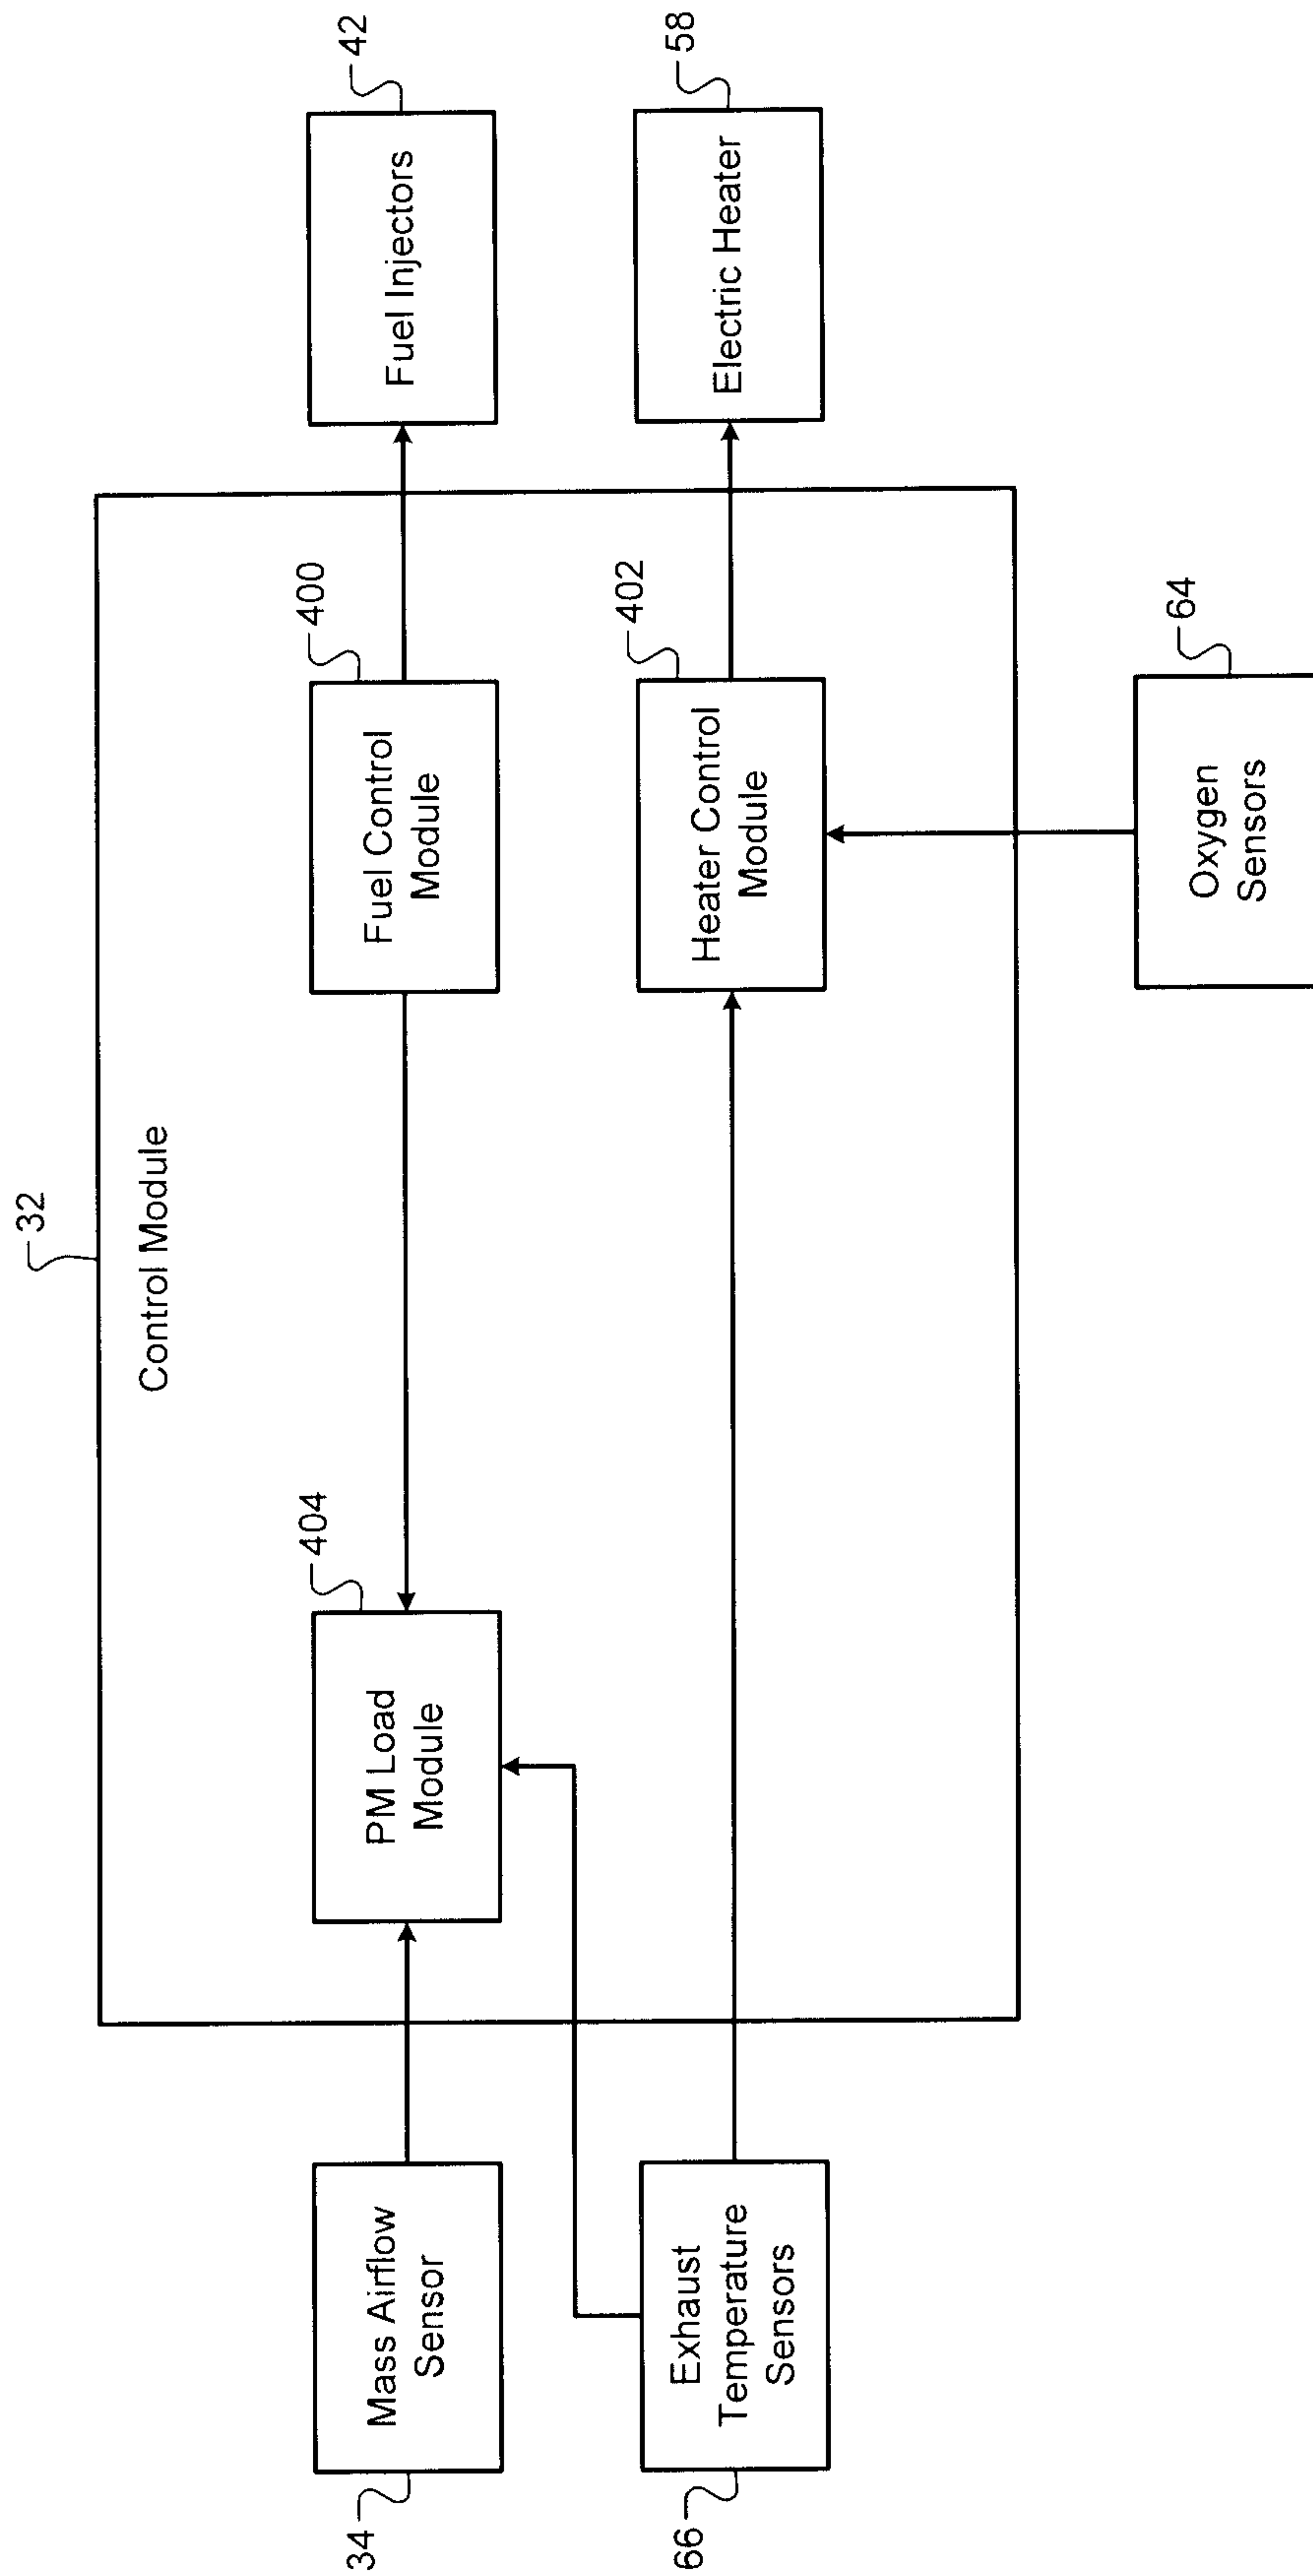 32
Control Module
34
Mass Airflow
Sensor
404
PM Load
Module
400
Fuel Control
Module
42
Fuel Injectors
66
Exhaust
Temperature
Sensors
402
Heater Control
Module
58
Electric Heater
64
Oxygen
Sensors